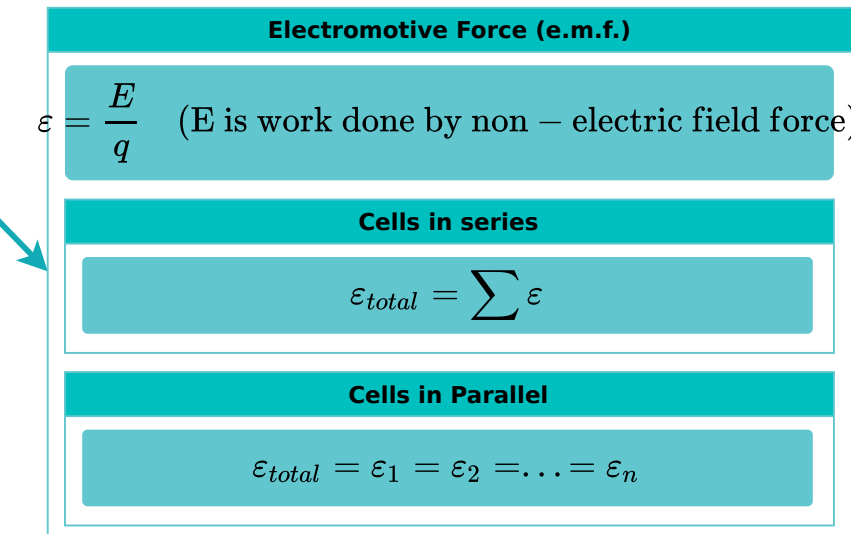 Electromotive Force (e.m.f.)
ε = E/q (E is work done by non − electric field force)
Cells in series
ε_total = ∑ ε
Cells in Parallel
ε_total = ε_1 = ε_2 =...= ε_n